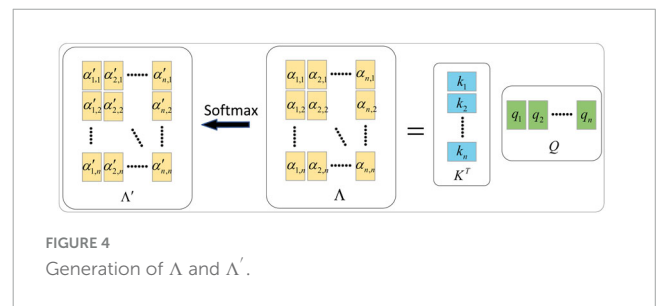 α′1,1 α′2,1 ...... α′n,1
α′1,2 α′2,2 α′n,2
α′1,n α′2,n ...... α′n,n
Λ′
Softmax
α1,1 α2,1 ...... αn,1
α1,2 α2,2 αn,2
α1,n α2,n ...... αn,n
Λ
=
k1
k2
kn
K^T
q1 q2 ...... qn
Q
FIGURE 4
Generation of Λ and Λ′.